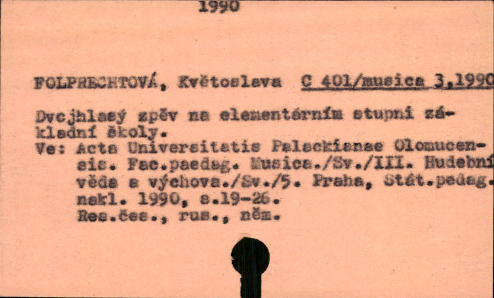 1990
FOLPRECHTOVÁ, Květoslava C 401/musica 3,1990
Dvojhlasý zpěv na elementárním stupni zá-
kladní školy.
Ve: Acta Universitatis Palackianae Olomucen-
sis. Fac.paedag. Musica./Sv./III. Hudební
věda a výchova./Sv./5. Praha, Stát.pedag.
nakl. 1990, s.19-26.
Res.čes., rus., něm.